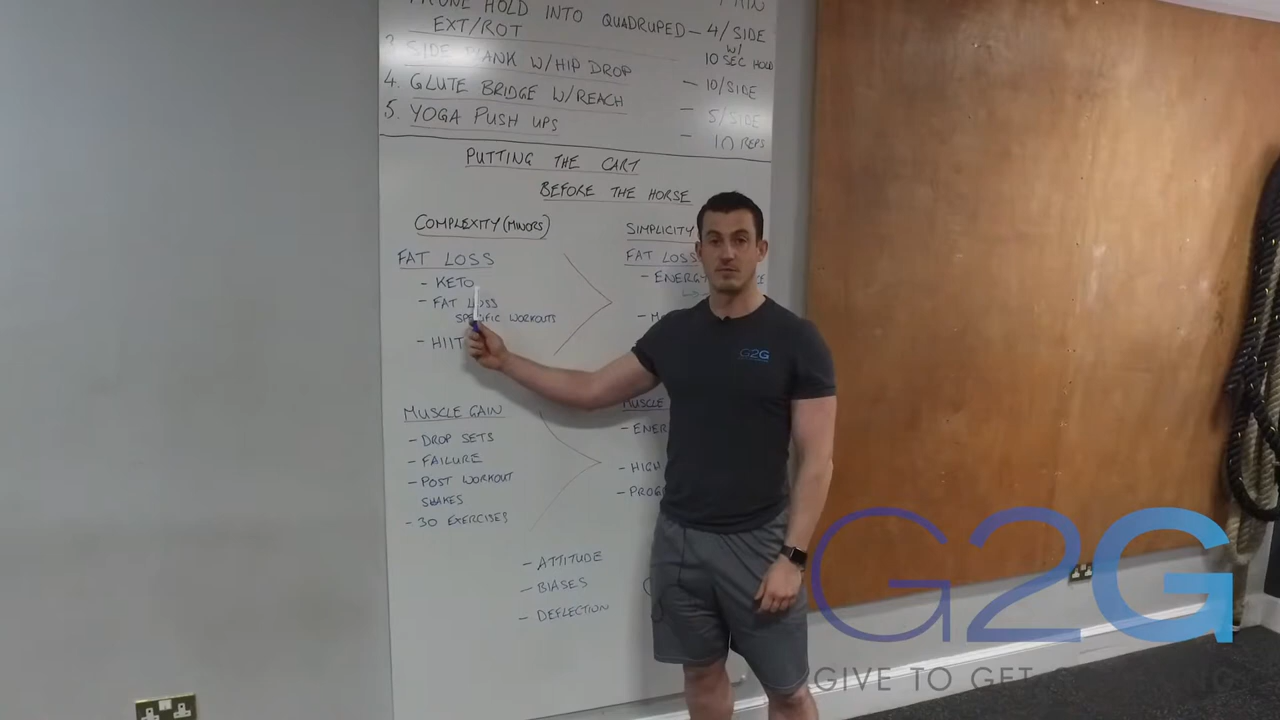 PRONE HOLD INTO QUADRUPED — 4/SIDE
EXT/ROT W/
10 SEC HOLD
3. SIDE PLANK W/HIP DROP — 10/SIDE
4. GLUTE BRIDGE W/REACH — 5/SIDE
5. YOGA PUSH UPS — 10 REPS
PUTTING THE CART
BEFORE THE HORSE
COMPLEXITY (MINORS)
FAT LOSS
- KETO
- FAT LOSS
SPECIFIC WORKOUTS
- HIIT
MUSCLE GAIN
- DROP SETS
- FAILURE
- POST WORKOUT
SHAKES
- 30 EXERCISES
SIMPLICITY
FAT LOSS
- ENERGY
MUSCLE
- HIGH
- ATTITUDE
- BIASES
- DEFLECTION
G2G
G2G
GIVE TO GET